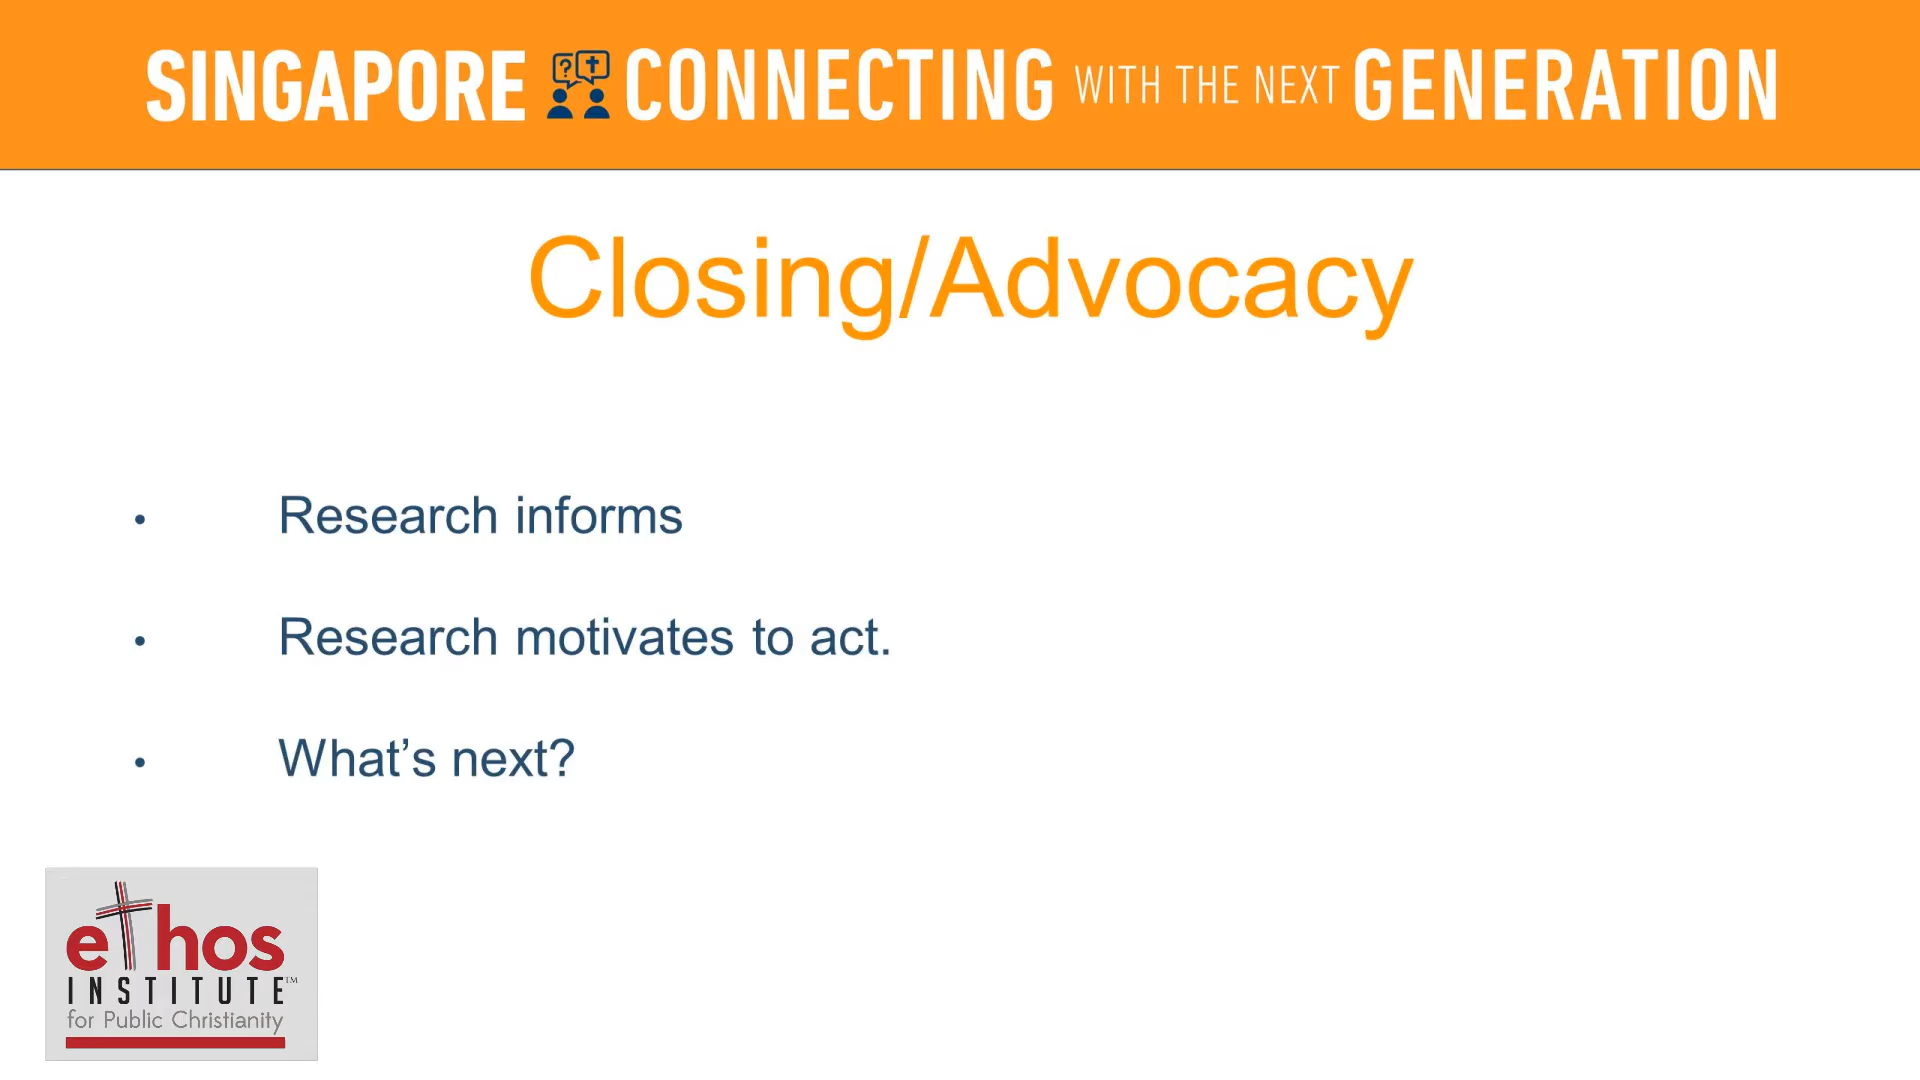 SINGAPORE CONNECTING WITH THE NEXT GENERATION
Closing/Advocacy
• Research informs
• Research motivates to act.
• What’s next?
ethos
INSTITUTE™
for Public Christianity